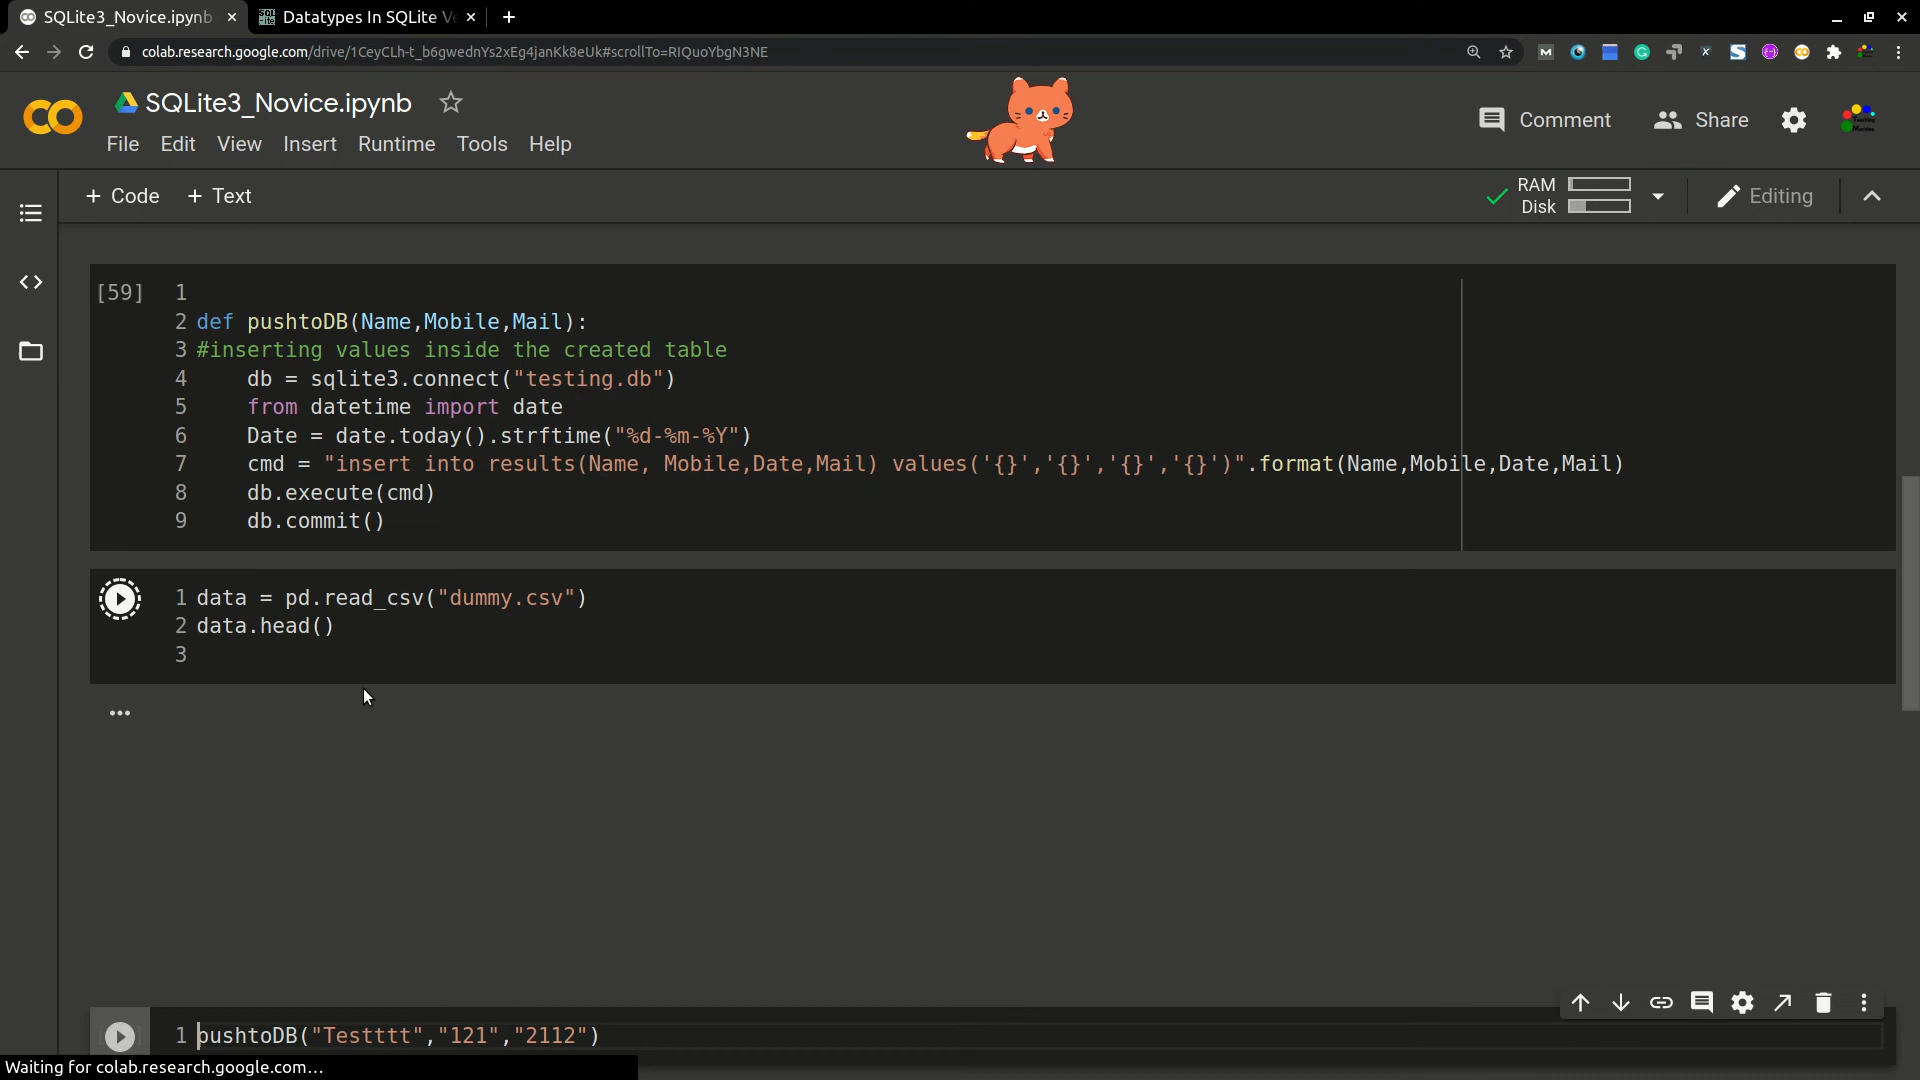 SQLite3_Novice.ipynb
Datatypes In SQLite Ve
colab.research.google.com/drive/1CeyCLh-t_b6gwednYs2xEg4janKk8eUk#scrollTo=RIQuoYbgN3NE
SQLite3_Novice.ipynb
Comment
Share
File Edit View Insert Runtime Tools Help
+ Code + Text
RAM
Disk
Editing
[59] 1
2 def pushtoDB(Name,Mobile,Mail):
3 #inserting values inside the created table
4 db = sqlite3.connect("testing.db")
5 from datetime import date
6 Date = date.today().strftime("%d-%m-%Y")
7 cmd = "insert into results(Name, Mobile,Date,Mail) values('{}','{}','{}','{}')".format(Name,Mobile,Date,Mail)
8 db.execute(cmd)
9 db.commit()
1 data = pd.read_csv("dummy.csv")
2 data.head()
3
1 pushtoDB("Testttt","121","2112")
Waiting for colab.research.google.com…